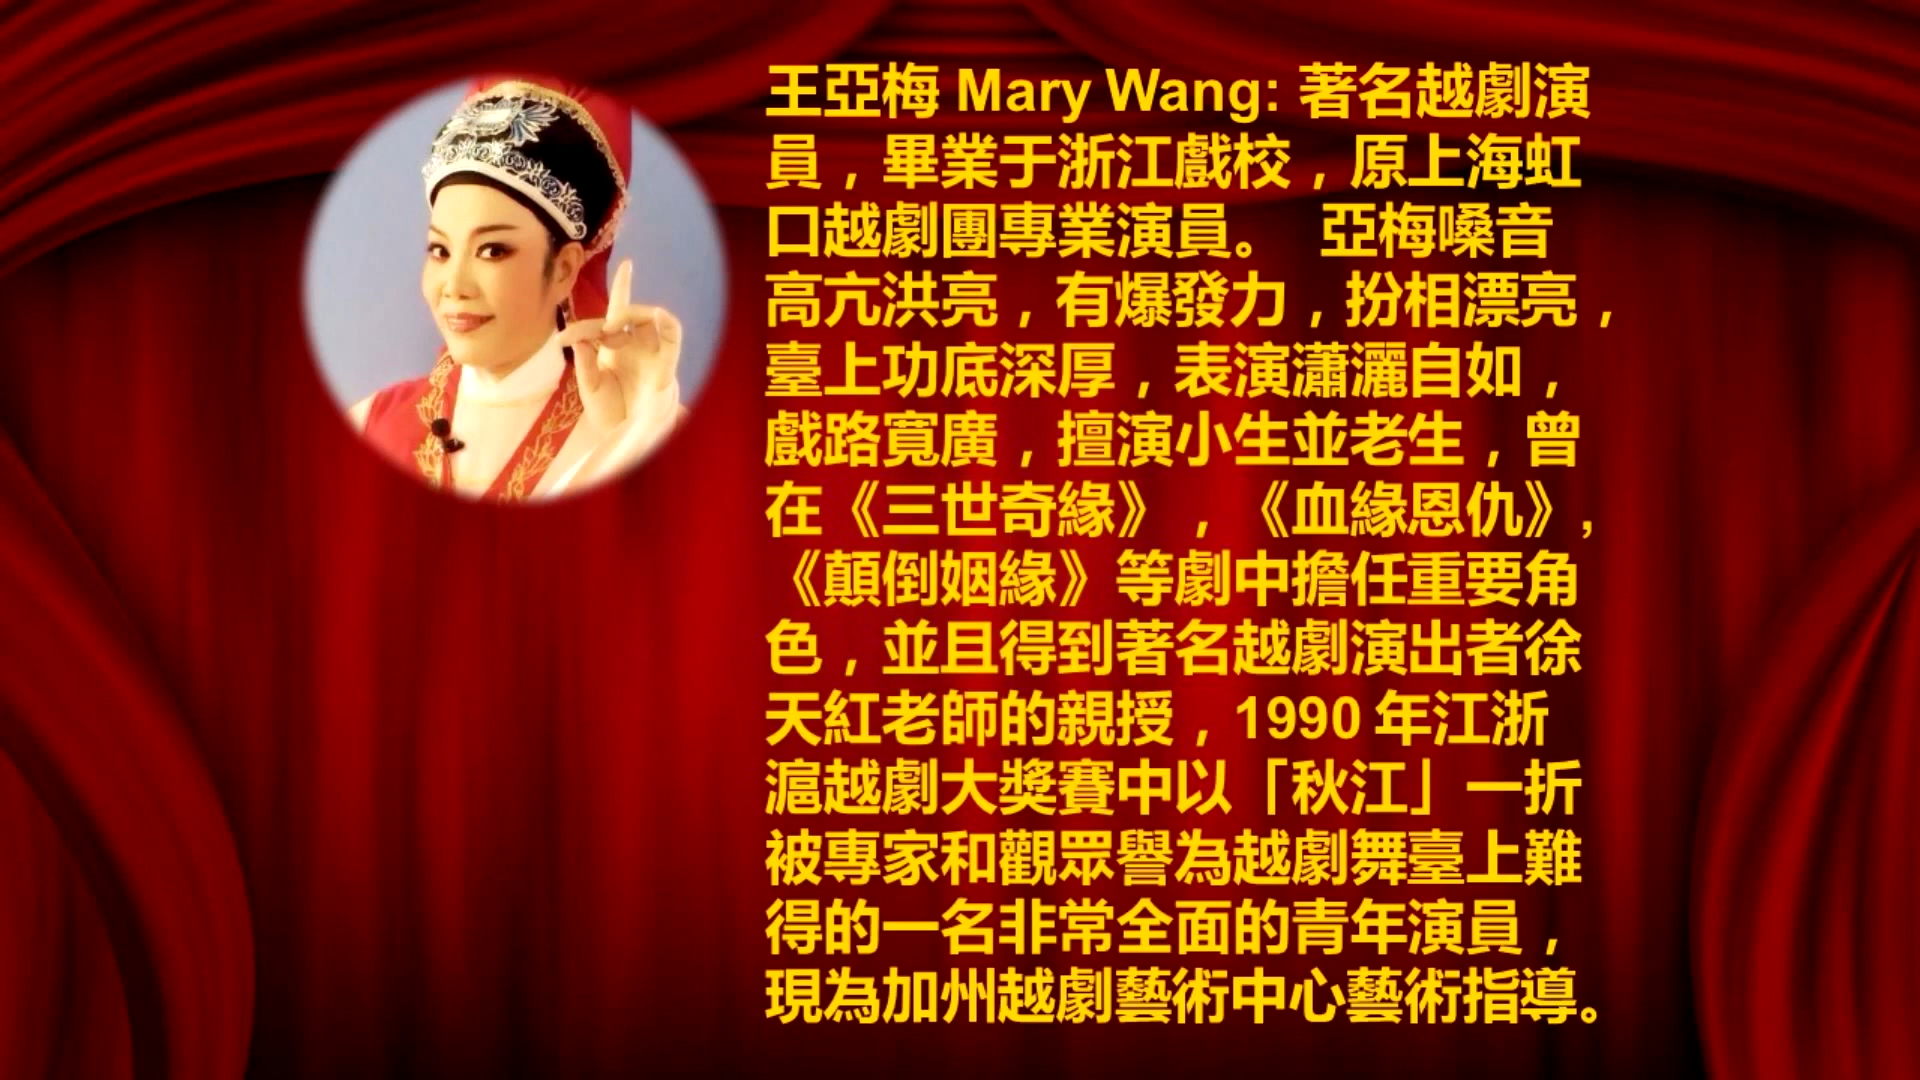 王亞梅 Mary Wang: 著名越劇演
員，畢業于浙江戲校，原上海虹
口越劇團專業演員。 亞梅嗓音
高亢洪亮，有爆發力，扮相漂亮，
臺上功底深厚，表演瀟灑自如，
戲路寬廣，擅演小生並老生，曾
在《三世奇緣》，《血緣恩仇》,
《顛倒姻緣》等劇中擔任重要角
色，並且得到著名越劇演出者徐
天紅老師的親授，1990 年江浙
滬越劇大獎賽中以「秋江」一折
被專家和觀眾譽為越劇舞臺上難
得的一名非常全面的青年演員，
現為加州越劇藝術中心藝術指導。